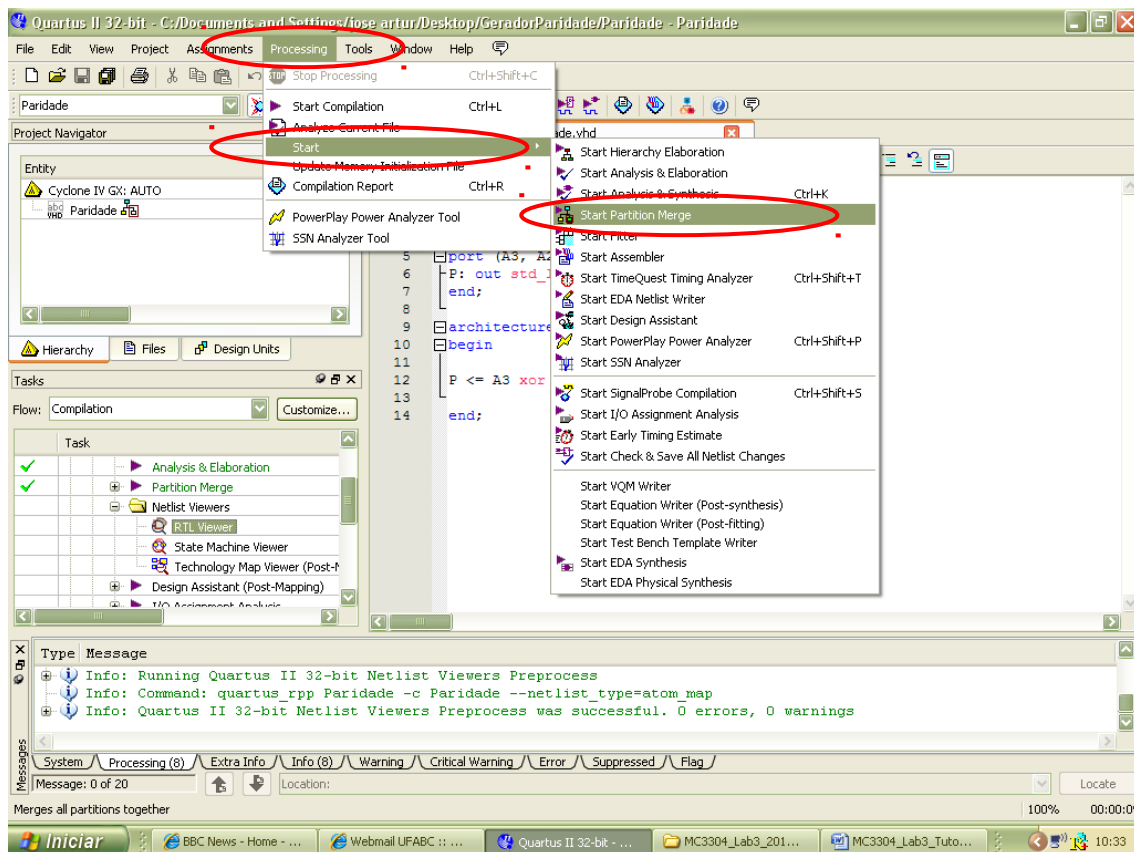 Quartus II 32-bit - C:/Documents and Settings/jose artur/Desktop/GeradorParidade/Paridade - Paridade
File Edit View Project Assignments Processing Tools Window Help
Paridade
Project Navigator
Entity
Cyclone IV GX: AUTO
abd VHD Paridade
Hierarchy Files Design Units
STOP Stop Processing Ctrl+Shift+C
Start Compilation Ctrl+L
Analyze Current File
Start
Update Memory Initialization File
Compilation Report Ctrl+R
PowerPlay Power Analyzer Tool
SSN Analyzer Tool
ade.vhd
Start Hierarchy Elaboration
Start Analysis & Elaboration
Start Analysis & Synthesis Ctrl+K
Start Partition Merge
Start Fitter
Start Assembler
Start TimeQuest Timing Analyzer Ctrl+Shift+T
Start EDA Netlist Writer
Start Design Assistant
Start PowerPlay Power Analyzer Ctrl+Shift+P
Start SSN Analyzer
Start SignalProbe Compilation Ctrl+Shift+S
Start I/O Assignment Analysis
Start Early Timing Estimate
Start Check & Save All Netlist Changes
Start VQM Writer
Start Equation Writer (Post-synthesis)
Start Equation Writer (Post-fitting)
Start Test Bench Template Writer
Start EDA Synthesis
Start EDA Physical Synthesis
5 port (A3, A2
6 P: out std_l
7 end;
8
9 architecture
10 begin
11
12 P <= A3 xor
13
14 end;
Tasks
Flow: Compilation Customize...
Task
Analysis & Elaboration
Partition Merge
Netlist Viewers
RTL Viewer
State Machine Viewer
Technology Map Viewer (Post-M
Design Assistant (Post-Mapping)
I/O Assignment Analysis
Messages
Type Message
Info: Running Quartus II 32-bit Netlist Viewers Preprocess
Info: Command: quartus_rpp Paridade -c Paridade --netlist_type=atom_map
Info: Quartus II 32-bit Netlist Viewers Preprocess was successful. 0 errors, 0 warnings
System Processing (8) Extra Info Info (8) Warning Critical Warning Error Suppressed Flag
Message: 0 of 20 Location: Locate
Merges all partitions together 100% 00:00:0
Iniciar BBC News - Home - ... Webmail UFABC :: ... Quartus II 32-bit - ... MC3304_Lab3_201... MC3304_Lab3_Tuto... 10:33